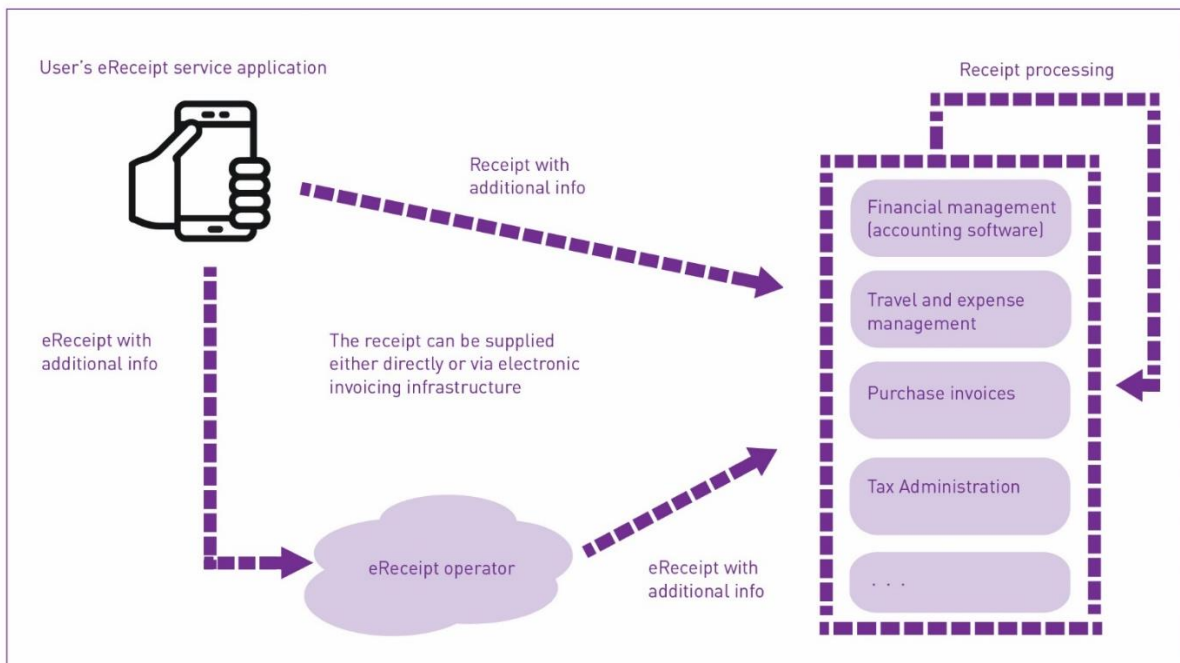 User's eReceipt service application
Receipt processing
Receipt with
additional info
Financial management
(accounting software)
Travel and expense
management
eReceipt with
additional info
The receipt can be supplied
either directly or via electronic
invoicing infrastructure
Purchase invoices
Tax Administration
eReceipt operator
eReceipt with
additional info
. . .